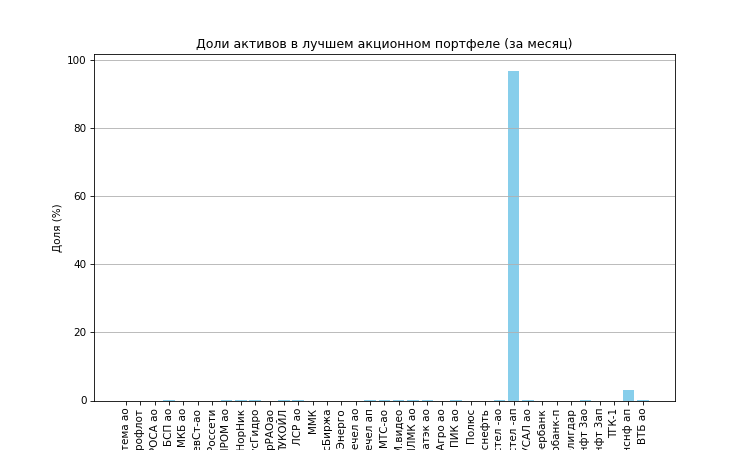 Доли активов в лучшем акционном портфеле (за месяц)
100
80
60
40
20
0
Доля (%)
тема ао
рофлот
РОСА ао
БСП ао
МКБ ао
евСт-ао
Россети
ПРОМ ао
НорНик
сГидро
рРАОао
ЛУКОЙЛ
ЛСР ао
ММК
сБиржа
Энерго
ечел ао
ечел ап
МТС-ао
М.видео
ЛМК ао
атэк ао
Агро ао
ПИК ао
Полюс
снефть
стел -ао
стел -ап
УСАЛ ао
ербанк
рбанк-п
лигдар
нфт 3ао
нфт 3ап
ТГК-1
нснф ап
ВТБ ао